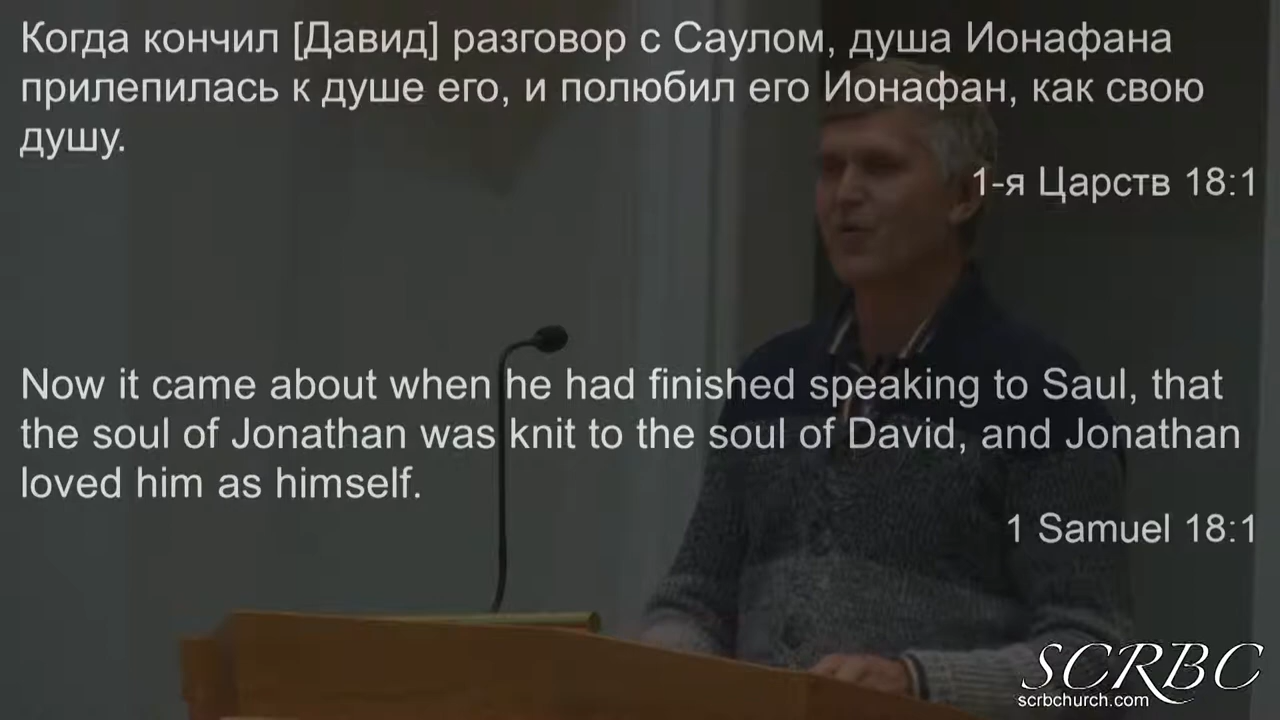 Когда кончил [Давид] разговор с Саулом, душа Ионафана
прилепилась к душе его, и полюбил его Ионафан, как свою
душу.
1-я Царств 18:1
Now it came about when he had finished speaking to Saul, that
the soul of Jonathan was knit to the soul of David, and Jonathan
loved him as himself.
1 Samuel 18:1
SCRBC
scrbchurch.com